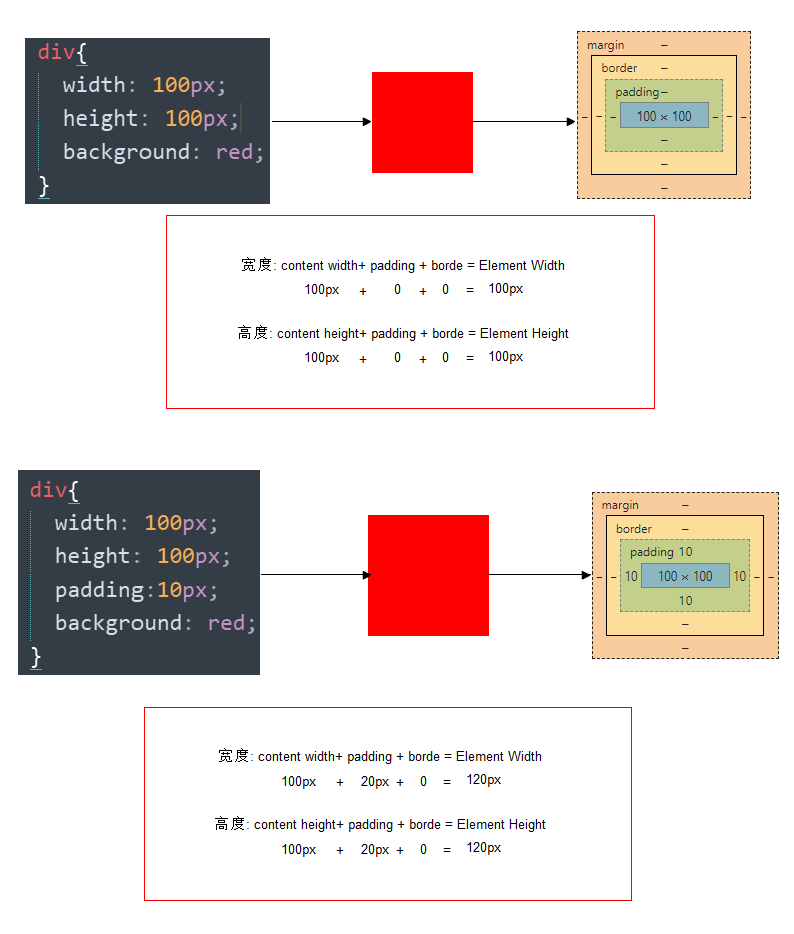 div{
width: 100px;
height: 100px;
background: red;
}
margin –
border –
padding –
– – – 100 × 100 – – –
–
–
–
宽度: content width+ padding + borde = Element Width
100px + 0 + 0 = 100px
高度: content height+ padding + borde = Element Height
100px + 0 + 0 = 100px
div{
width: 100px;
height: 100px;
padding:10px;
background: red;
}
margin –
border –
padding 10
– – 10 100 × 100 10 – –
10
–
–
宽度: content width+ padding + borde = Element Width
100px + 20px + 0 = 120px
高度: content height+ padding + borde = Element Height
100px + 20px + 0 = 120px